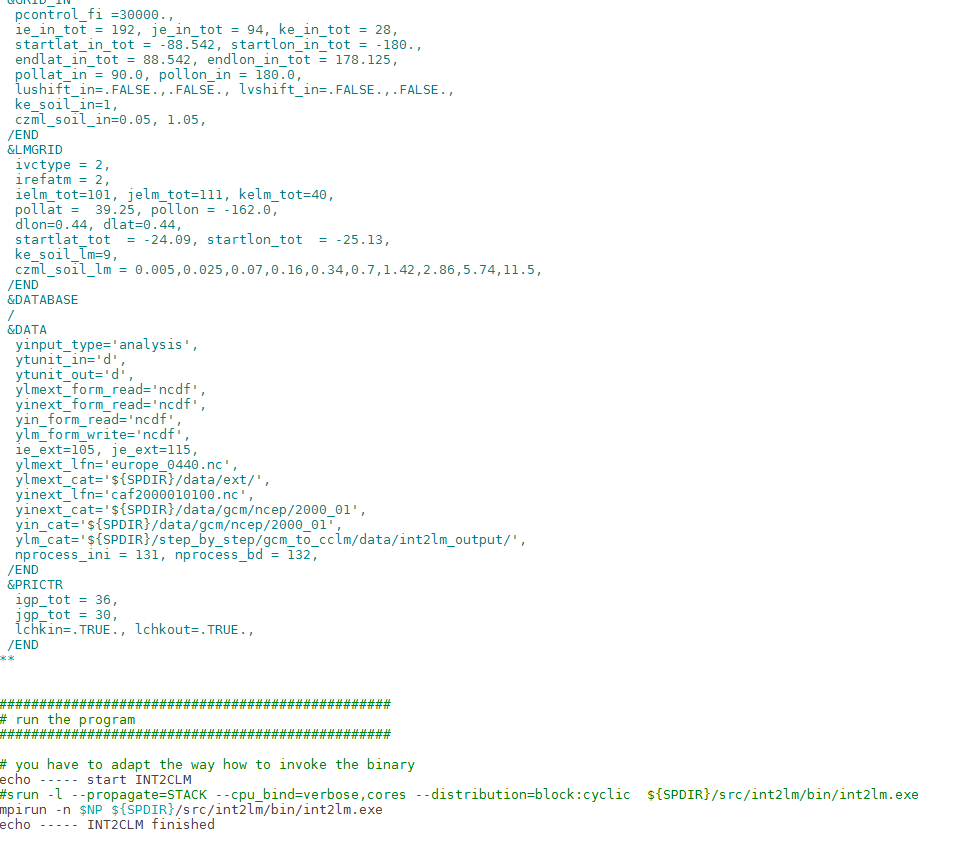 &GRID_IN
pcontrol_fi =30000.,
ie_in_tot = 192, je_in_tot = 94, ke_in_tot = 28,
startlat_in_tot = -88.542, startlon_in_tot = -180.,
endlat_in_tot = 88.542, endlon_in_tot = 178.125,
pollat_in = 90.0, pollon_in = 180.0,
lushift_in=.FALSE.,.FALSE., lvshift_in=.FALSE.,.FALSE.,
ke_soil_in=1,
czml_soil_in=0.05, 1.05,
/END
&LMGRID
ivctype = 2,
irefatm = 2,
ielm_tot=101, jelm_tot=111, kelm_tot=40,
pollat =  39.25, pollon = -162.0,
dlon=0.44, dlat=0.44,
startlat_tot  = -24.09, startlon_tot  = -25.13,
ke_soil_lm=9,
czml_soil_lm = 0.005,0.025,0.07,0.16,0.34,0.7,1.42,2.86,5.74,11.5,
/END
&DATABASE
/
&DATA
yinput_type='analysis',
ytunit_in='d',
ytunit_out='d',
ylmext_form_read='ncdf',
yinext_form_read='ncdf',
yin_form_read='ncdf',
ylm_form_write='ncdf',
ie_ext=105, je_ext=115,
ylmext_lfn='europe_0440.nc',
ylmext_cat='${SPDIR}/data/ext/',
yinext_lfn='caf2000010100.nc',
yinext_cat='${SPDIR}/data/gcm/ncep/2000_01',
yin_cat='${SPDIR}/data/gcm/ncep/2000_01',
ylm_cat='${SPDIR}/step_by_step/gcm_to_cclm/data/int2lm_output/',
nprocess_ini = 131, nprocess_bd = 132,
/END
&PRICTR
igp_tot = 36,
jgp_tot = 30,
lchkin=.TRUE., lchkout=.TRUE.,
/END
**
#################################################
# run the program
#################################################
# you have to adapt the way how to invoke the binary
echo ----- start INT2CLM
#srun -l --propagate=STACK --cpu_bind=verbose,cores --distribution=block:cyclic  ${SPDIR}/src/int2lm/bin/int2lm.exe
mpirun -n $NP ${SPDIR}/src/int2lm/bin/int2lm.exe
echo ----- INT2CLM finished